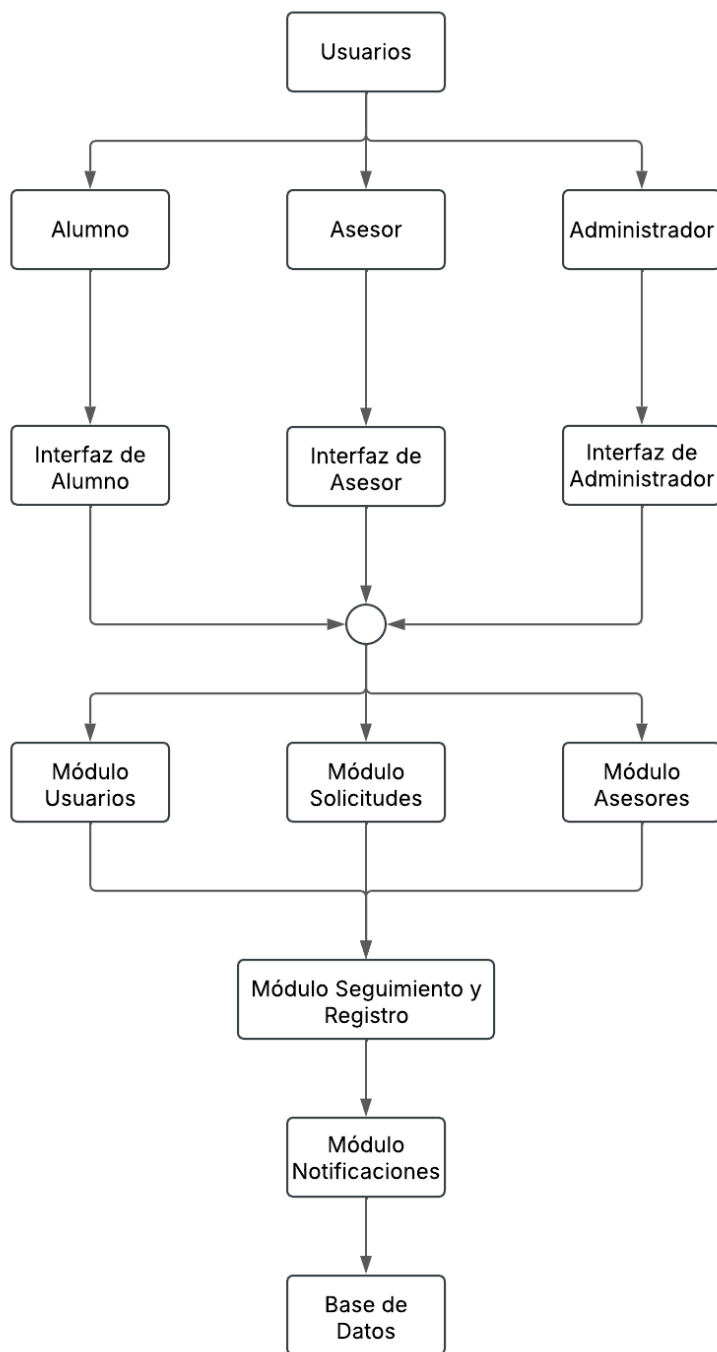 Usuarios
Alumno
Asesor
Administrador
Interfaz de
Alumno
Interfaz de
Asesor
Interfaz de
Administrador
Módulo
Usuarios
Módulo
Solicitudes
Módulo
Asesores
Módulo Seguimiento y
Registro
Módulo
Notificaciones
Base de
Datos